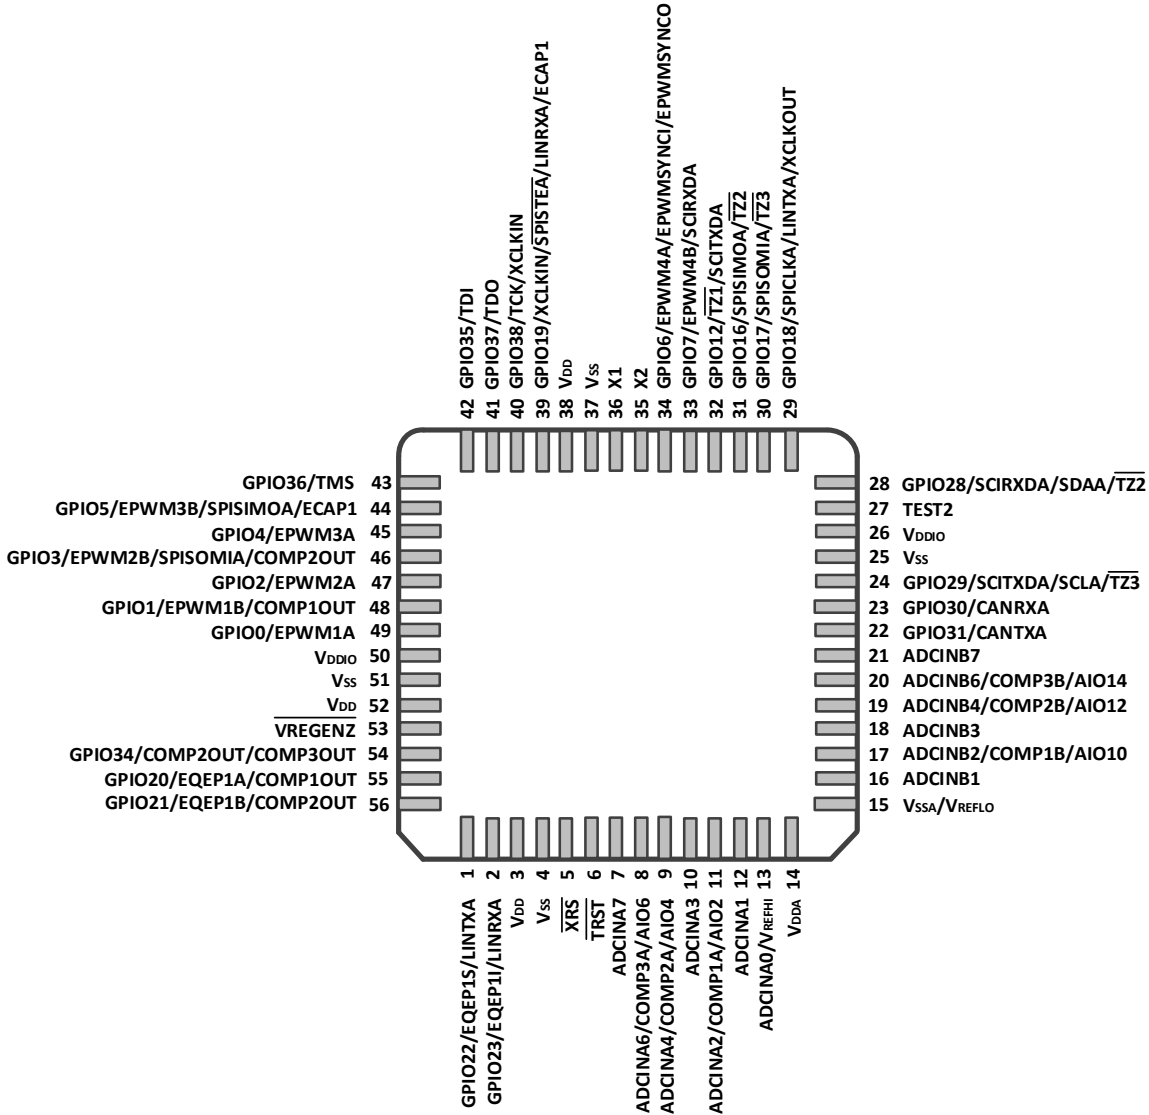 42 GPIO35/TDI
41 GPIO37/TDO
40 GPIO38/TCK/XCLKIN
39 GPIO19/XCLKIN/SPISTEA/LINRXA/ECAP1
38 VDD
37 VSS
36 X1
35 X2
34 GPIO6/EPWM4A/EPWMSYNCI/EPWMSYNCO
33 GPIO7/EPWM4B/SCIRXDA
32 GPIO12/TZ1/SCITXDA
31 GPIO16/SPISIMOA/TZ2
30 GPIO17/SPISOMIA/TZ3
29 GPIO18/SPICLKA/LINTXA/XCLKOUT
GPIO36/TMS 43
GPIO5/EPWM3B/SPISIMOA/ECAP1 44
GPIO4/EPWM3A 45
GPIO3/EPWM2B/SPISOMIA/COMP2OUT 46
GPIO2/EPWM2A 47
GPIO1/EPWM1B/COMP1OUT 48
GPIO0/EPWM1A 49
VDDIO 50
VSS 51
VDD 52
VREGENZ 53
GPIO34/COMP2OUT/COMP3OUT 54
GPIO20/EQEP1A/COMP1OUT 55
GPIO21/EQEP1B/COMP2OUT 56
28 GPIO28/SCIRXDA/SDAA/TZ2
27 TEST2
26 VDDIO
25 VSS
24 GPIO29/SCITXDA/SCLA/TZ3
23 GPIO30/CANRXA
22 GPIO31/CANTXA
21 ADCINB7
20 ADCINB6/COMP3B/AIO14
19 ADCINB4/COMP2B/AIO12
18 ADCINB3
17 ADCINB2/COMP1B/AIO10
16 ADCINB1
15 VSSA/VREFLO
GPIO22/EQEP1S/LINTXA 1
GPIO23/EQEP1I/LINRXA 2
VDD 3
VSS 4
XRS 5
TRST 6
ADCINA7 7
ADCINA6/COMP3A/AIO6 8
ADCINA4/COMP2A/AIO4 9
ADCINA3 10
ADCINA2/COMP1A/AIO2 11
ADCINA1 12
ADCINA0/VREFHI 13
VDDA 14